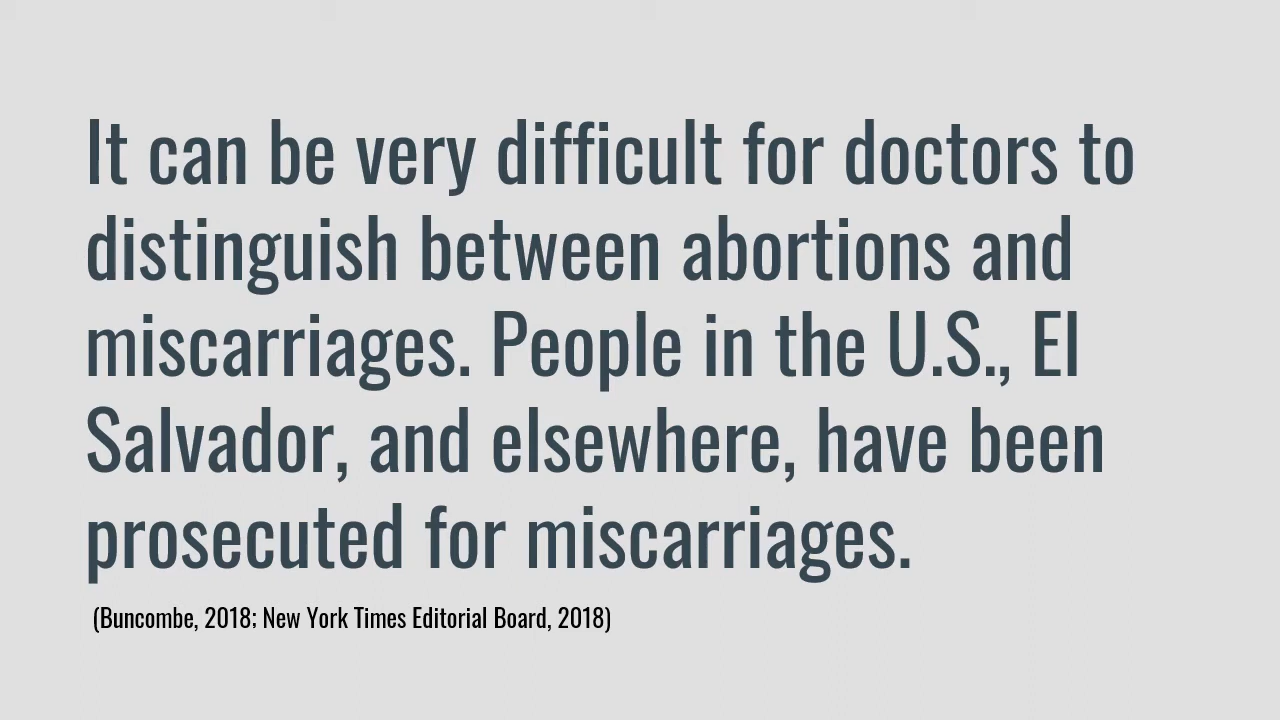 It can be very difficult for doctors to
distinguish between abortions and
miscarriages. People in the U.S., El
Salvador, and elsewhere, have been
prosecuted for miscarriages.
(Buncombe, 2018; New York Times Editorial Board, 2018)